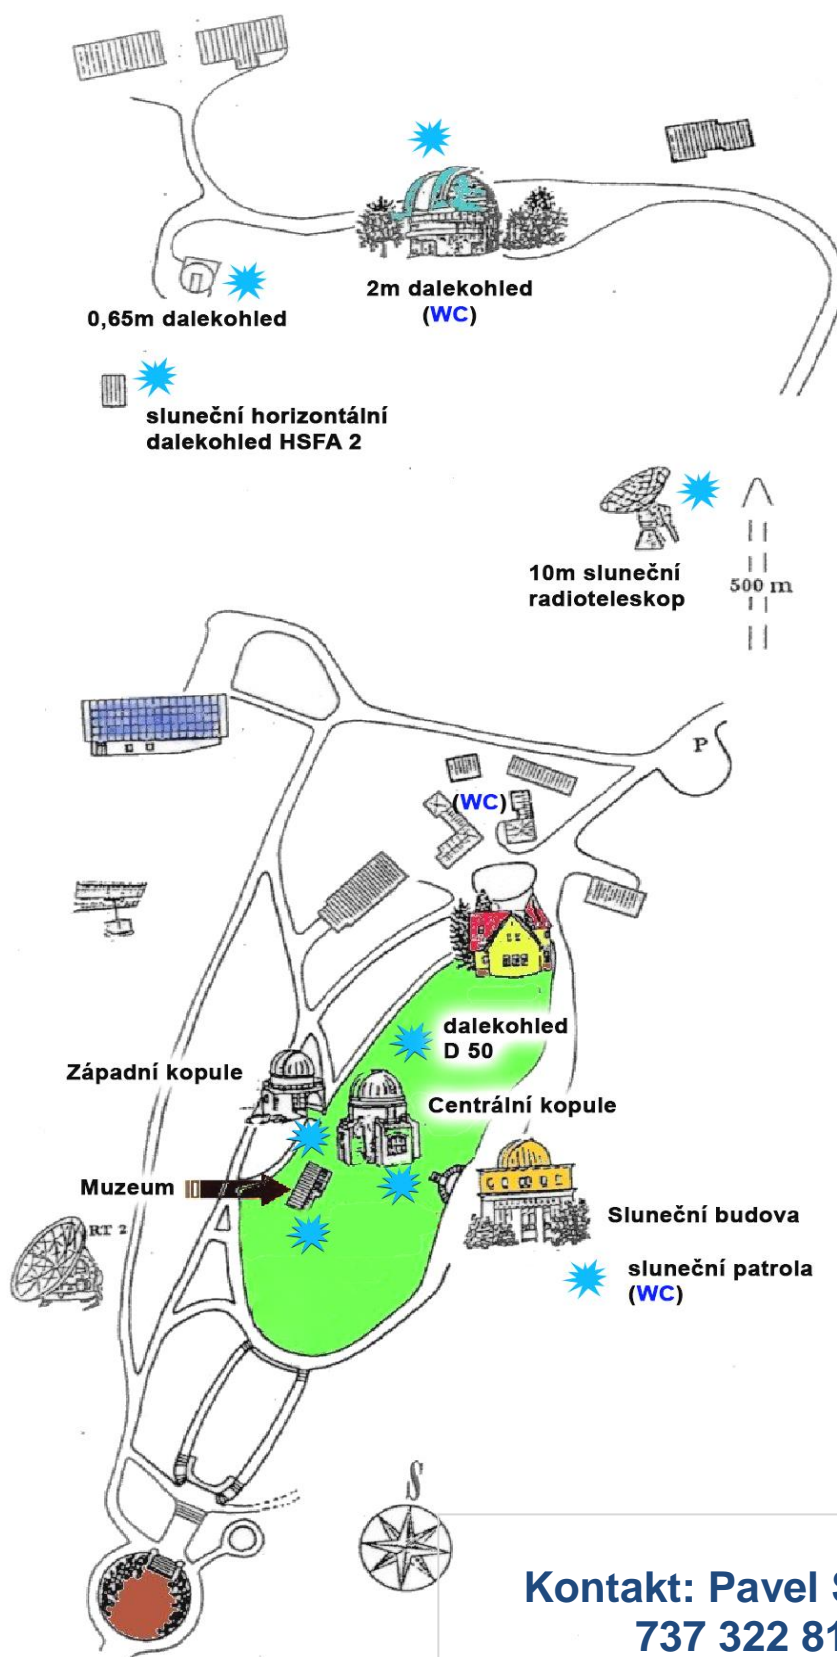 2m dalekohled
(WC)
0,65m dalekohled
sluneční horizontální
dalekohled HSFA 2
10m sluneční
radioteleskop
500 m
P
(WC)
dalekohled
D 50
Západní kopule
Centrální kopule
Muzeum
RT 2
Sluneční budova
sluneční patrola
(WC)
S
Kontakt: Pavel
737 322 81